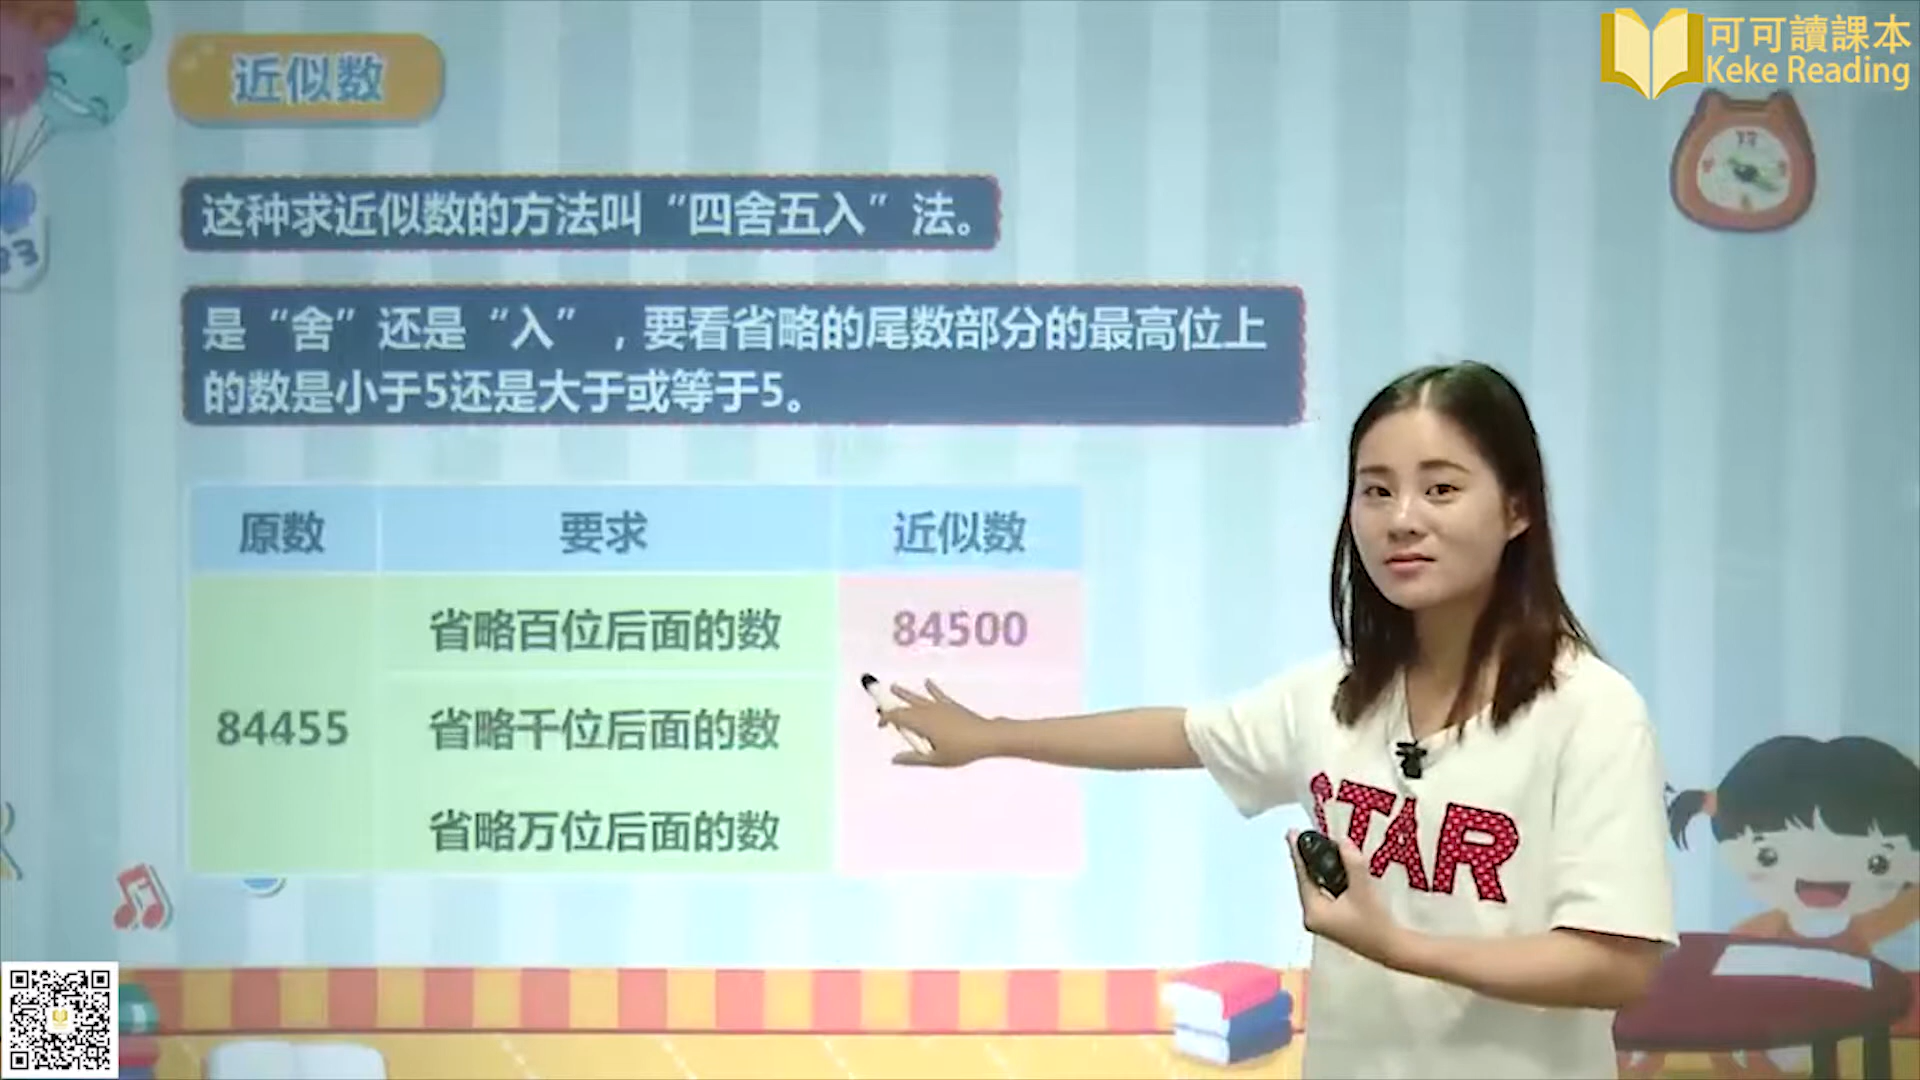 可可讀課本
Keke Reading
近似数
这种求近似数的方法叫“四舍五入”法。
是“舍”还是“入”，要看省略的尾数部分的最高位上
的数是小于5还是大于或等于5。
原数 要求 近似数
省略百位后面的数 84500
84455 省略千位后面的数
省略万位后面的数
STAR
83
12